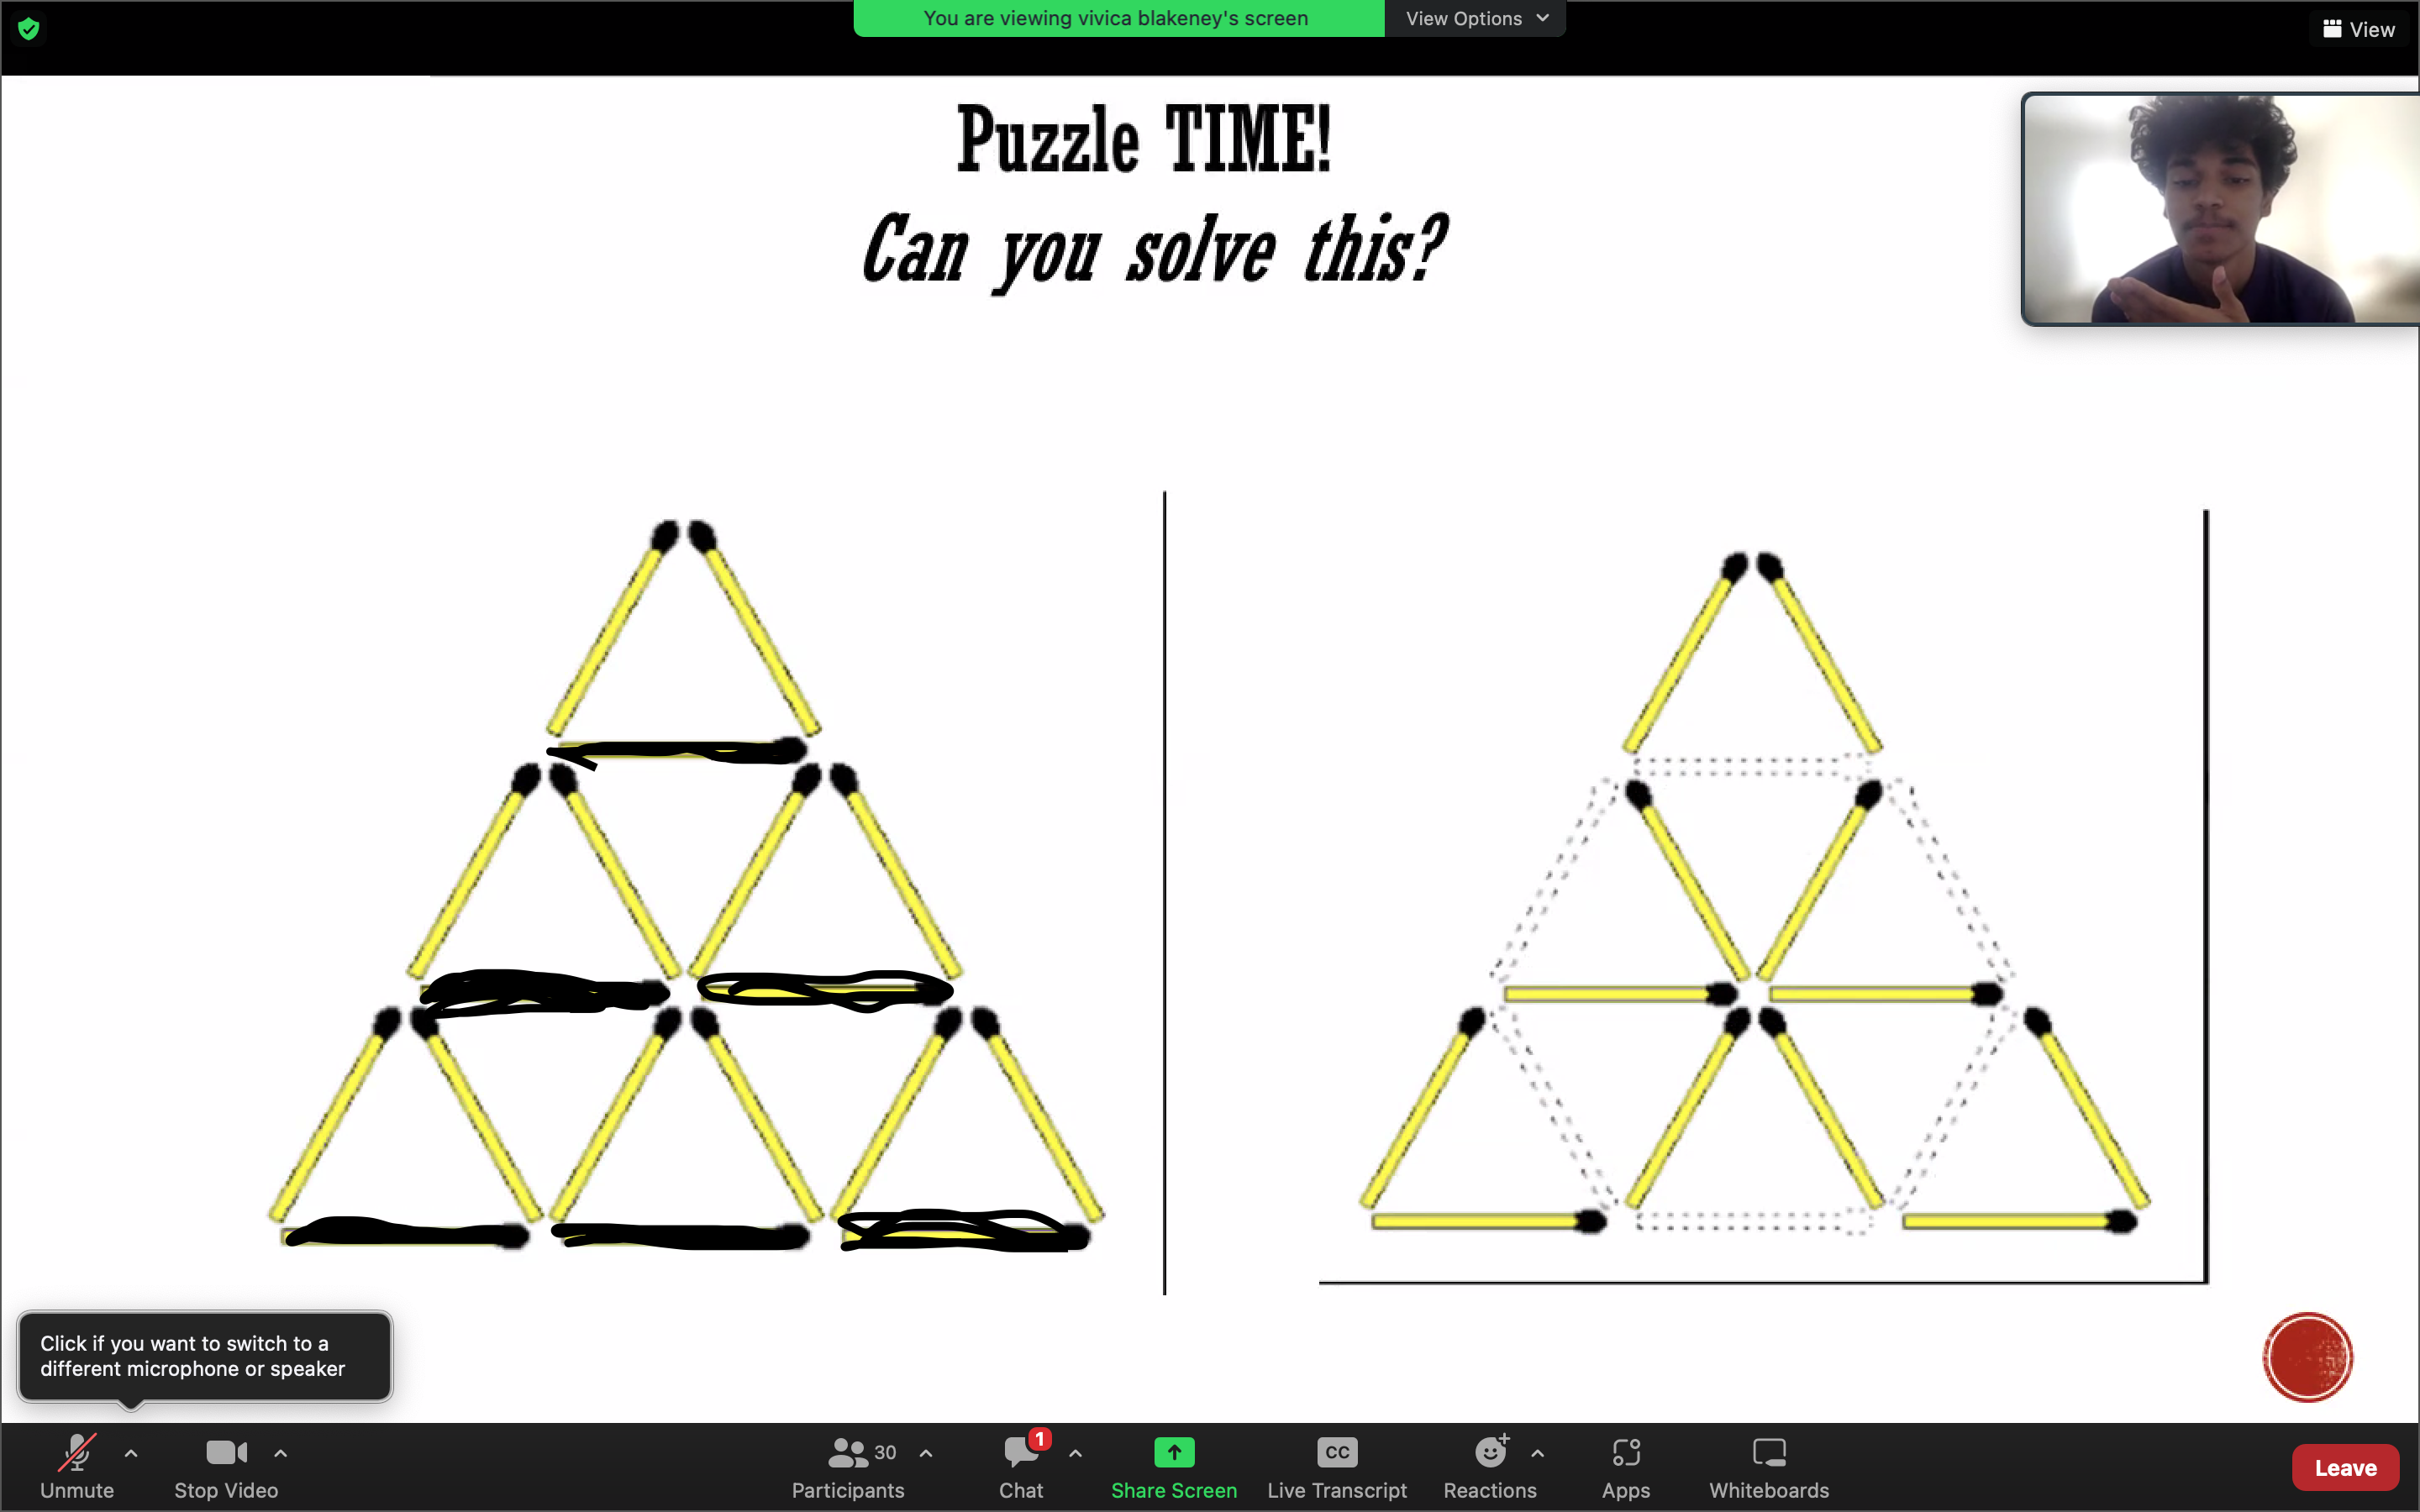 You are viewing vivica blakeney's screen
View Options
View
Puzzle TIME!
Can you solve this?
Click if you want to switch to a
different microphone or speaker
Unmute
Stop Video
30
Participants
1
Chat
Share Screen
CC
Live Transcript
Reactions
Apps
Whiteboards
Leave